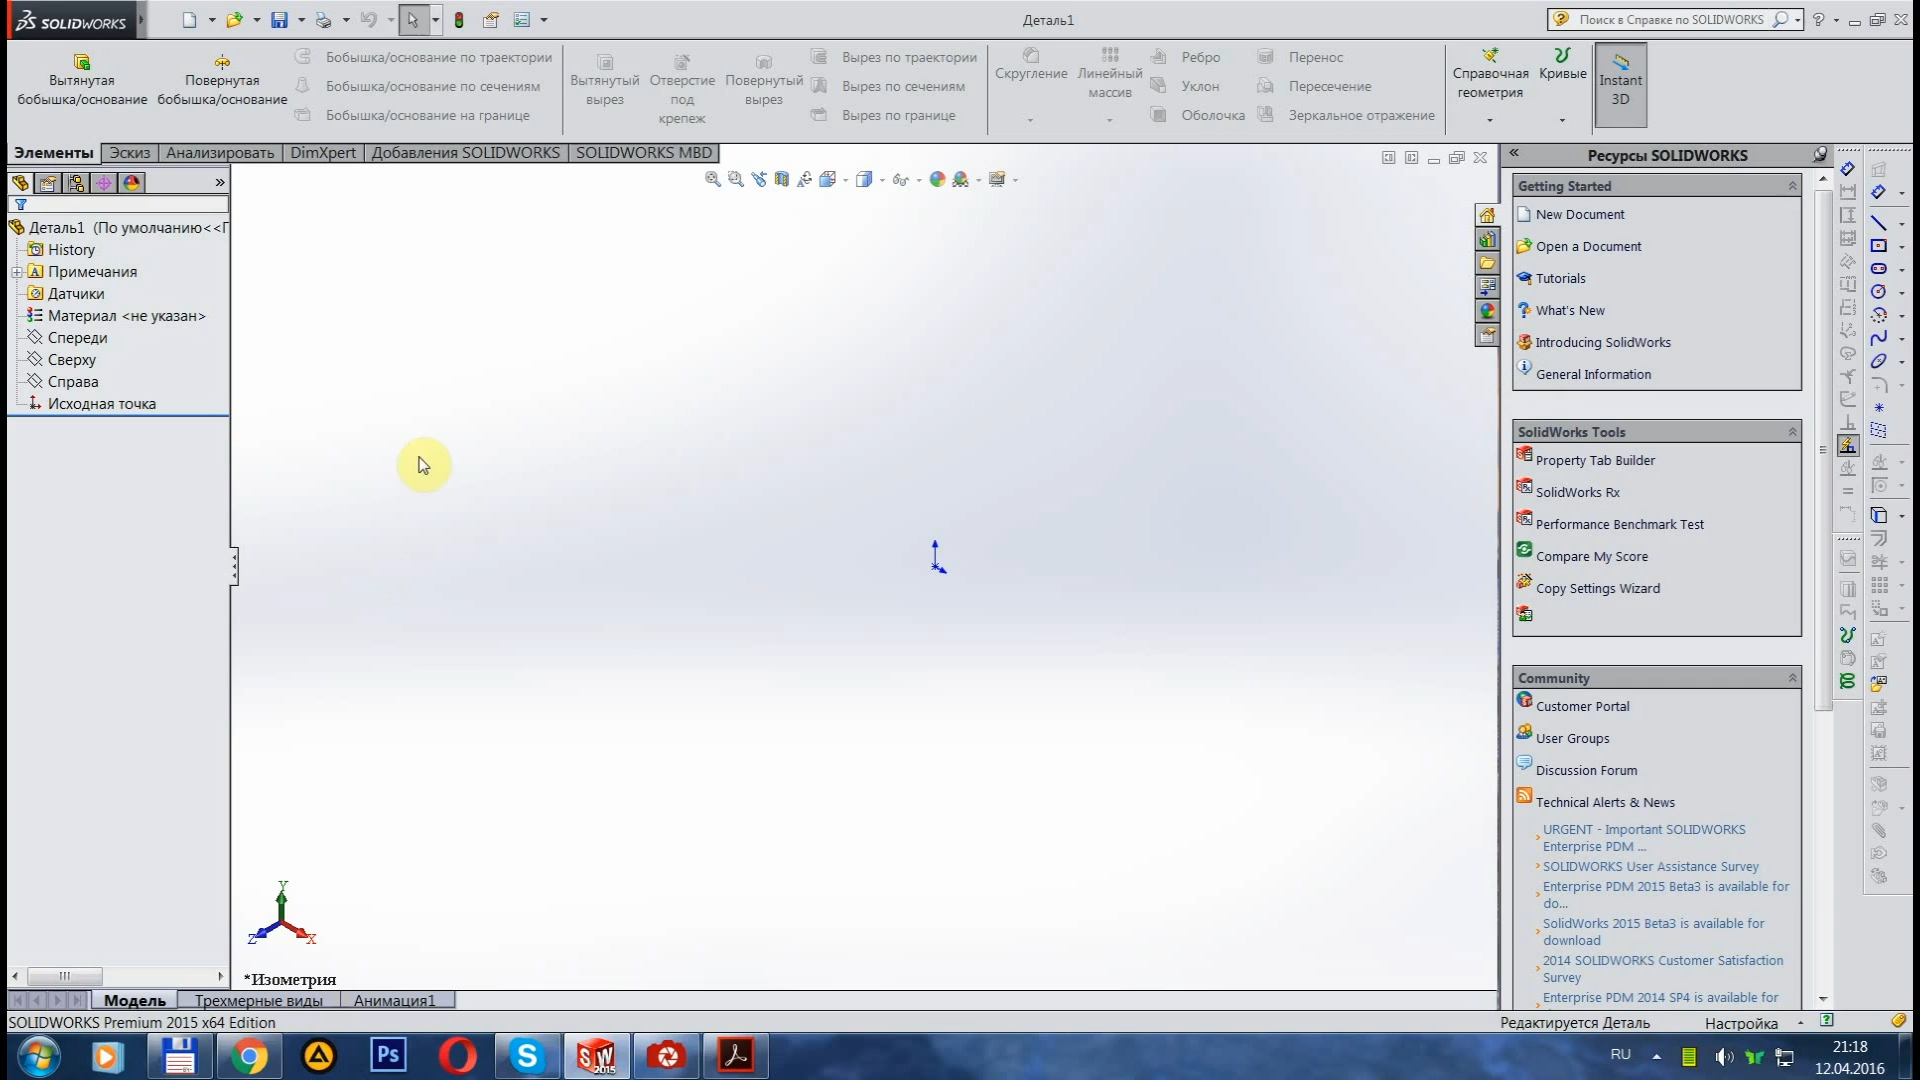 SOLIDWORKS
Деталь1
Поиск в Справке по SOLIDWORKS
Вытянутая бобышка/основание
Повернутая бобышка/основание
Бобышка/основание по траектории
Бобышка/основание по сечениям
Бобышка/основание на границе
Вытянутый вырез
Отверстие под крепеж
Повернутый вырез
Вырез по траектории
Вырез по сечениям
Вырез по границе
Скругление
Линейный массив
Ребро
Уклон
Оболочка
Перенос
Пересечение
Зеркальное отражение
Справочная геометрия
Кривые
Instant 3D
Элементы
Эскиз
Анализировать
DimXpert
Добавления SOLIDWORKS
SOLIDWORKS MBD
Деталь1 (По умолчанию<<П
History
Примечания
Датчики
Материал <не указан>
Спереди
Сверху
Справа
Исходная точка
Y
Z
X
*Изометрия
Ресурсы SOLIDWORKS
Getting Started
New Document
Open a Document
Tutorials
What's New
Introducing SolidWorks
General Information
SolidWorks Tools
Property Tab Builder
SolidWorks Rx
Performance Benchmark Test
Compare My Score
Copy Settings Wizard
Community
Customer Portal
User Groups
Discussion Forum
Technical Alerts & News
URGENT - Important SOLIDWORKS
Enterprise PDM ...
SOLIDWORKS User Assistance Survey
Enterprise PDM 2015 Beta3 is available for
do...
SolidWorks 2015 Beta3 is available for
download
2014 SOLIDWORKS Customer Satisfaction
Survey
Enterprise PDM 2014 SP4 is available for
Модель
Трехмерные виды
Анимация1
SOLIDWORKS Premium 2015 x64 Edition
Редактируется Деталь
Настройка
Ps
SW
2015
RU
21:18
12.04.2016